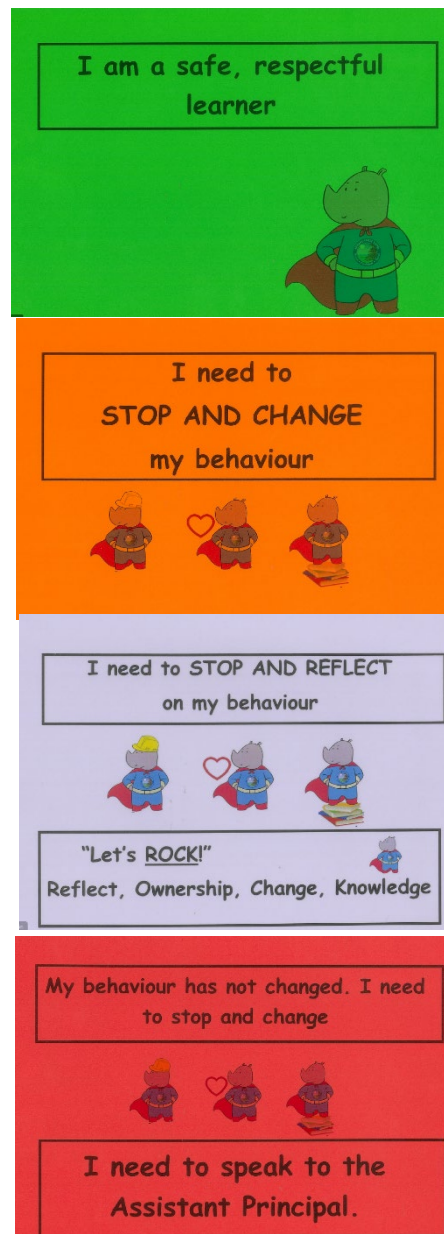 I am a safe, respectful
learner
I need to
STOP AND CHANGE
my behaviour
I need to STOP AND REFLECT
on my behaviour
"Let's ROCK!"
Reflect, Ownership, Change, Knowledge
My behaviour has not changed. I need
to stop and change
I need to speak to the
Assistant Principal.